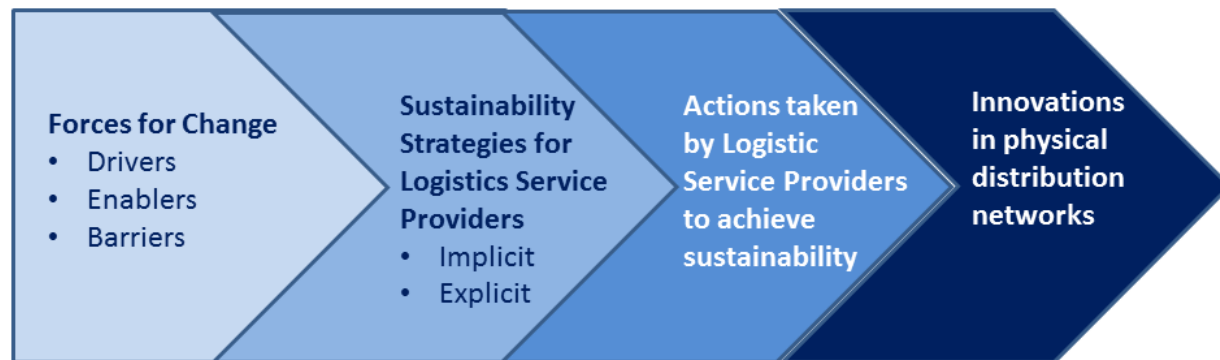 Forces for Change
• Drivers
• Enablers
• Barriers
Sustainability
Strategies for
Logistics Service
Providers
• Implicit
• Explicit
Actions taken
by Logistic
Service Providers
to achieve
sustainability
Innovations
in physical
distribution
networks